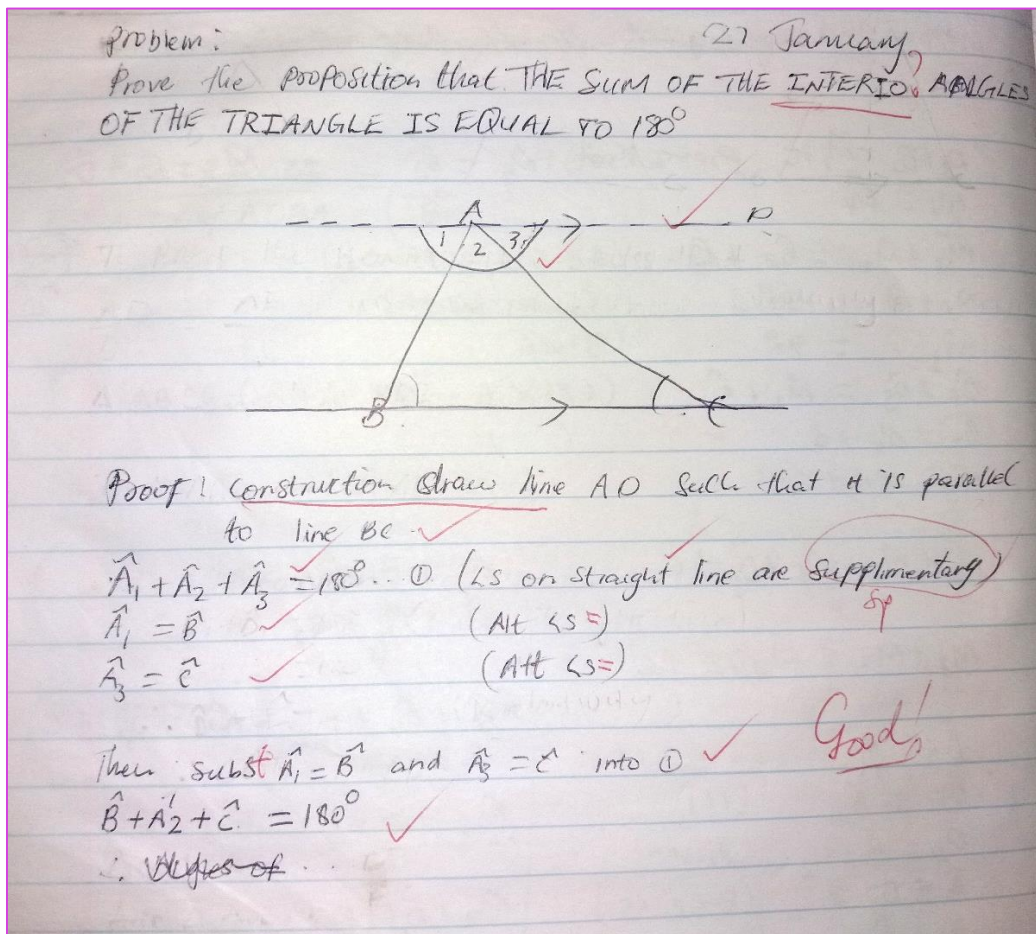 Problem: 27 January
Prove the proposition that THE SUM OF THE INTERIO ANGLES
OF THE TRIANGLE IS EQUAL TO 180°
A
D
1 2 3
B C
Proof! construction draw line AD such that it is parallel
to line BC
Â₁ + Â₂ + Â₃ = 180° ... ① (∠s on straight line are supplimentary)
Sp
Â₁ = B̂ (Alt ∠s =)
Â₃ = Ĉ (Alt ∠s =)
Good!
Then subst Â₁ = B̂ and Â₃ = Ĉ into ①
B̂ + Â2 + Ĉ = 180°
∴